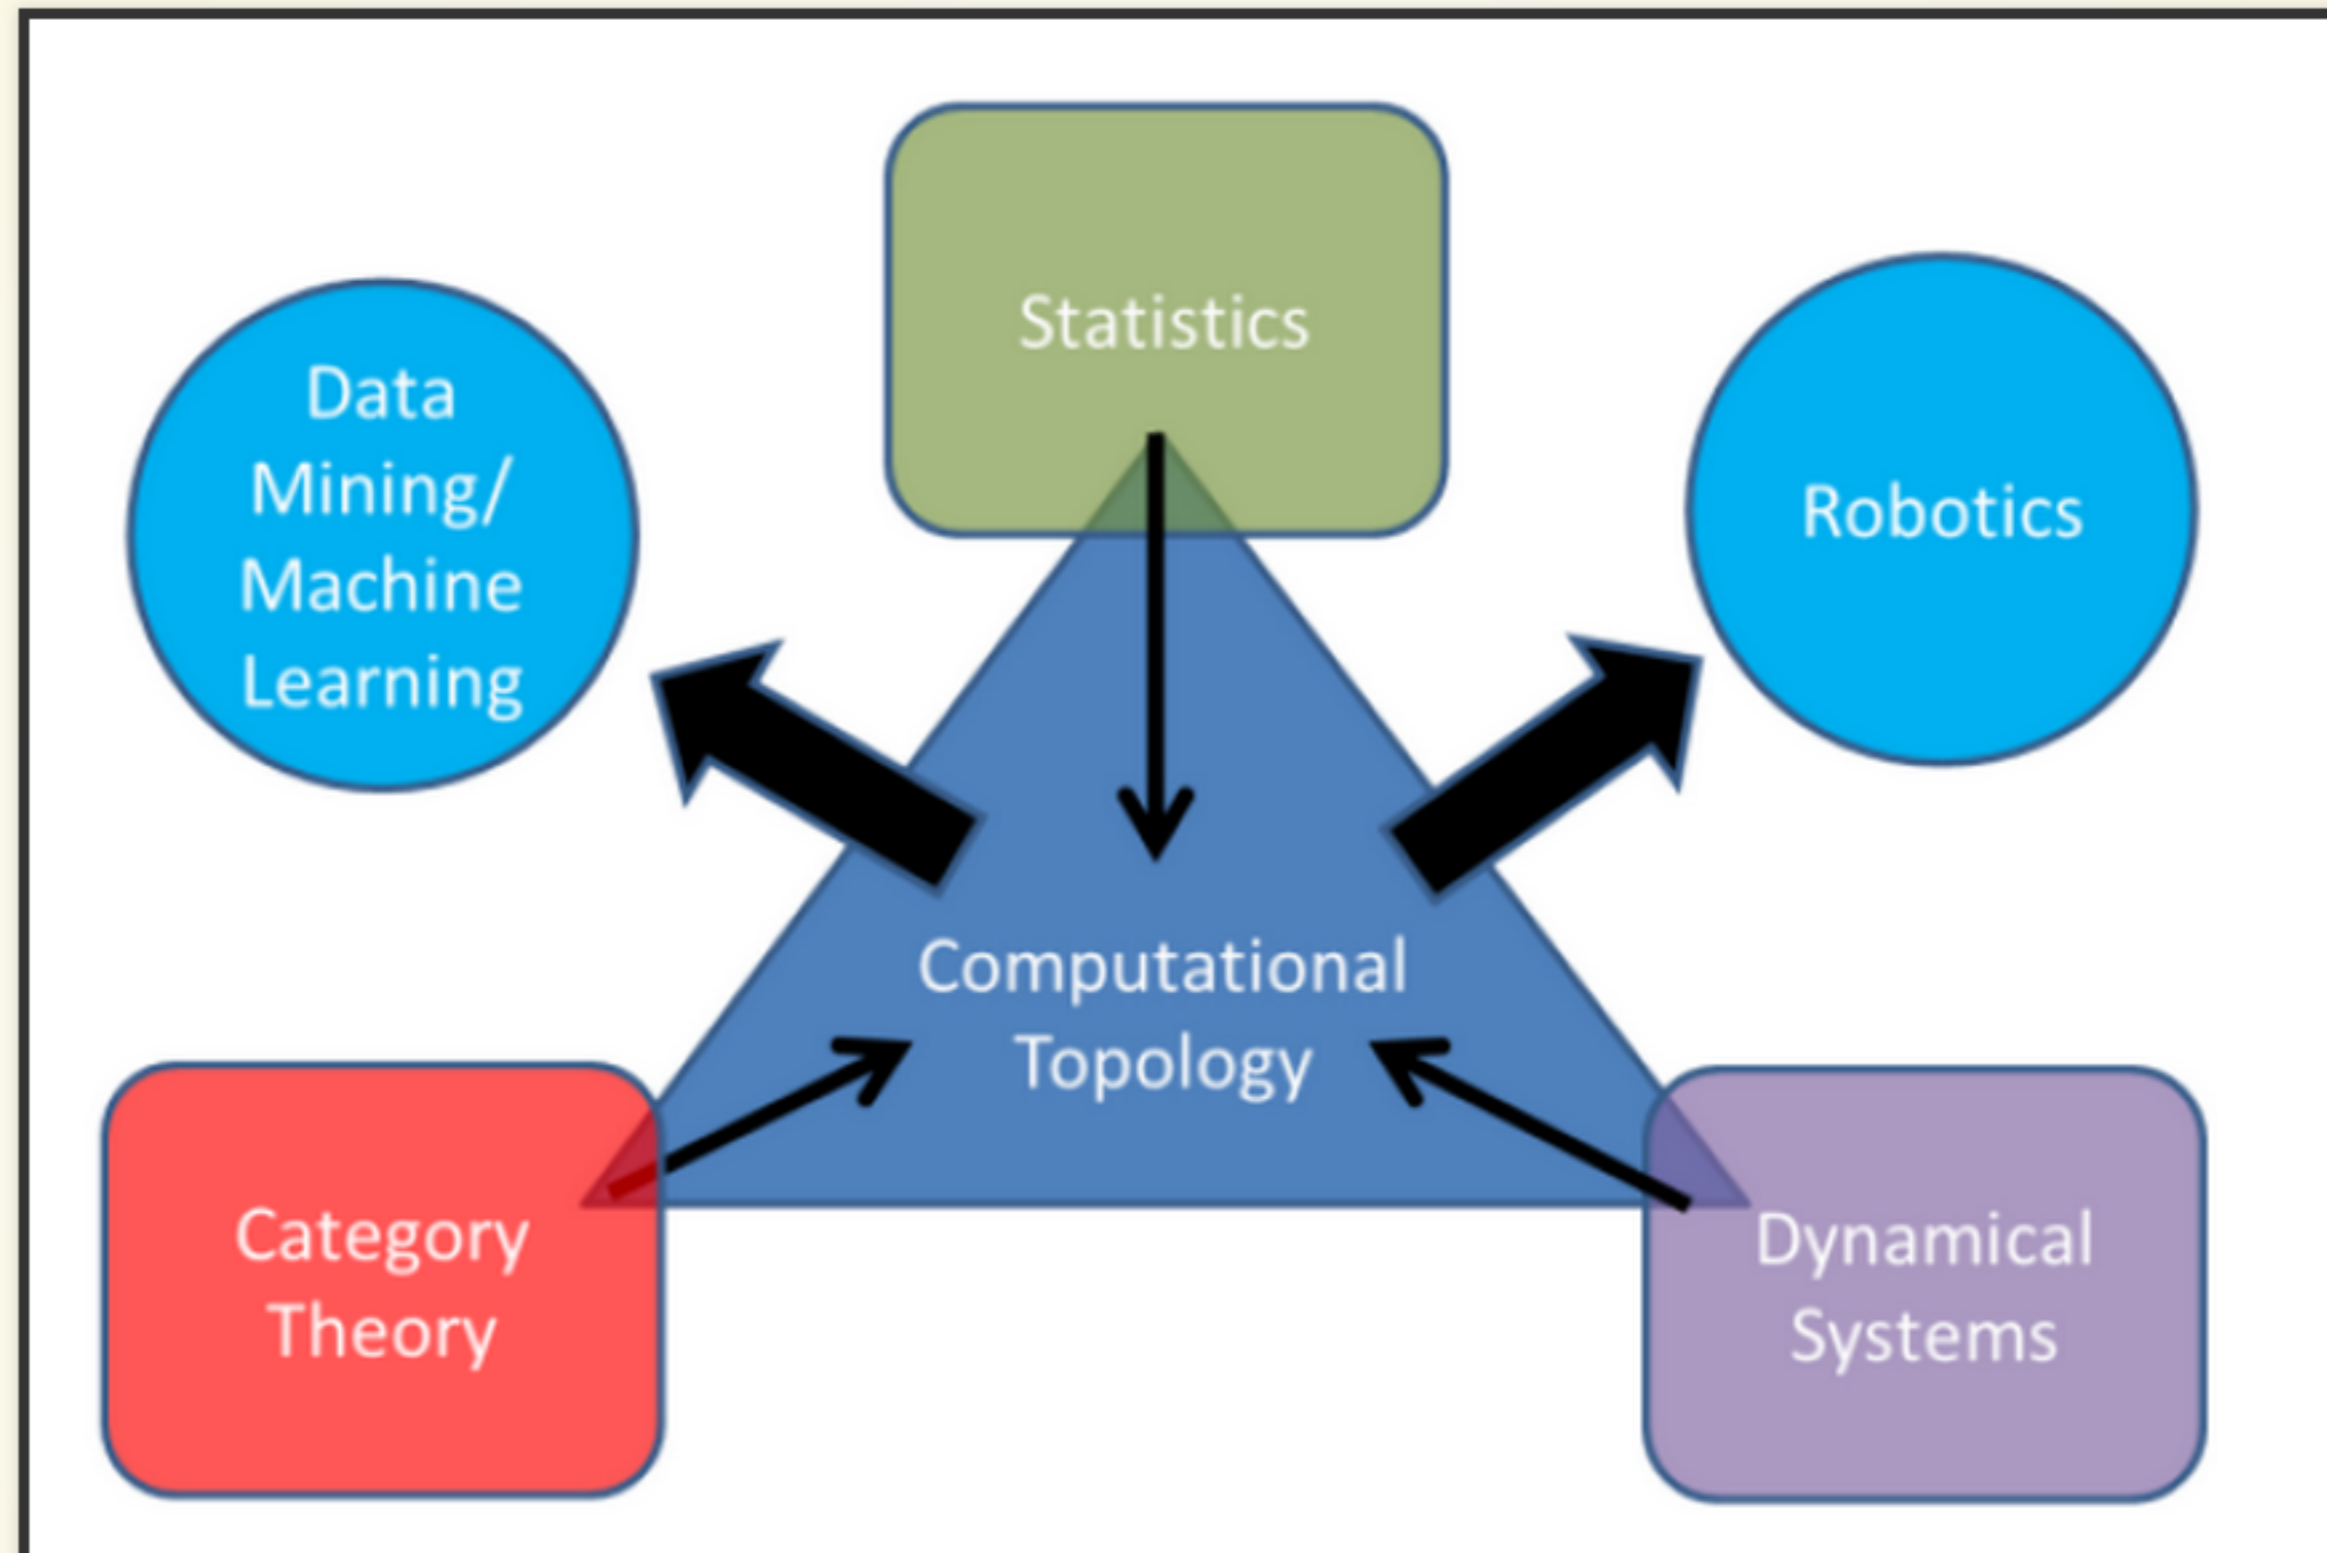 Statistics
Data
Mining/
Machine
Learning
Robotics
Computational
Topology
Category
Theory
Dynamical
Systems